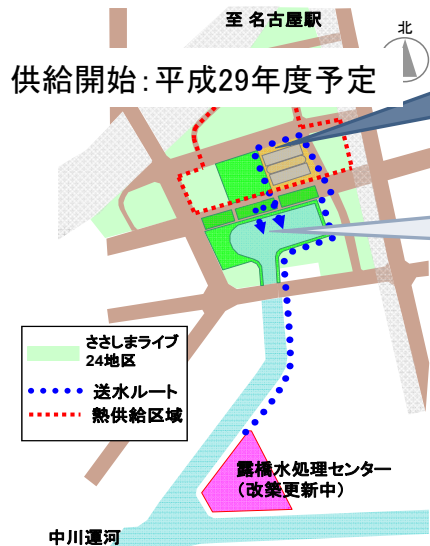 至 名古屋駅
北
供給開始:平成29年度予定
ささしまライブ
24地区
送水ルート
熱供給区域
露橋水処理センター
(改築更新中)
中川運河